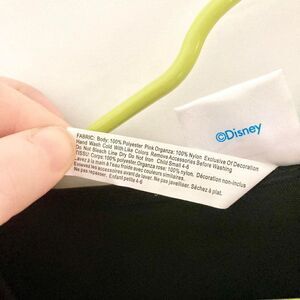 ©Disney
FABRIC: Body: 100% Polyester Pink Organza: 100% Nylon Exclusive Of Decoration
Hand Wash Cold With Like Colors Remove Accessories Before Washing
Do Not Bleach Line Dry Do Not Iron Child Small 4-6
TISSU: Corps: 100% polyester, Organza rose: 100% nylon. Décoration non-inclus
Lavez à la main à l'eau froide avec couleurs similaires.
les accessoires avant de laver. Ne pas javelliser. Séchez à plat.
Ne pas repasser. Enfant petite 4-6